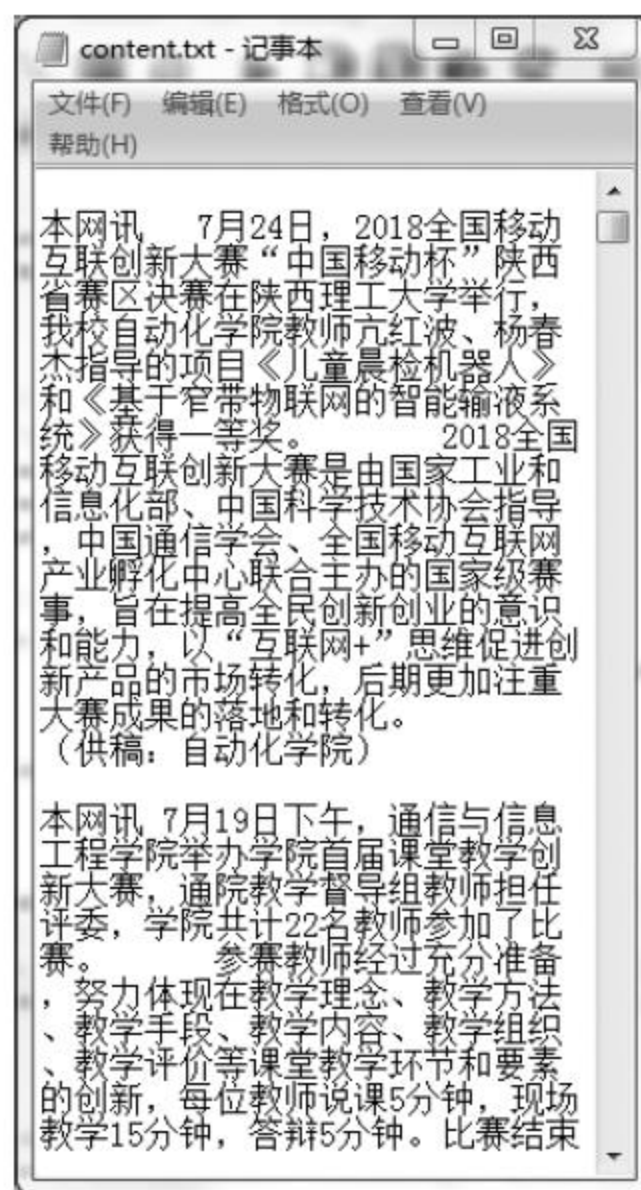 content.txt - 记事本
文件(F) 编辑(E) 格式(O) 查看(V)
帮助(H)
本网讯 7月24日，2018全国移动
互联创新大赛“中国移动杯”陕西
省赛区决赛在陕西理工大学举行，
我校自动化学院教师亢红波、杨春
杰指导的项目《儿童晨检机器人》
和《基于窄带物联网的智能输液系
统》获得一等奖。 2018全国
移动互联创新大赛是由国家工业和
信息化部、中国科学技术协会指导
，中国通信学会、全国移动互联网
产业孵化中心联合主办的国家级赛
事，旨在提高全民创新创业的意识
和能力，以“互联网+”思维促进创
新产品的市场转化，后期更加注重
大赛成果的落地和转化。
（供稿：自动化学院）
本网讯 7月19日下午，通信与信息
工程学院举办学院首届课堂教学创
新大赛，通院教学督导组教师担任
评委，学院共计22名教师参加了比
赛。 参赛教师经过充分准备
，努力体现在教学理念、教学方法
、教学手段、教学内容、教学组织
、教学评价等课堂教学环节和要素
的创新，每位教师说课5分钟，现场
教学15分钟，答辩5分钟。比赛结束